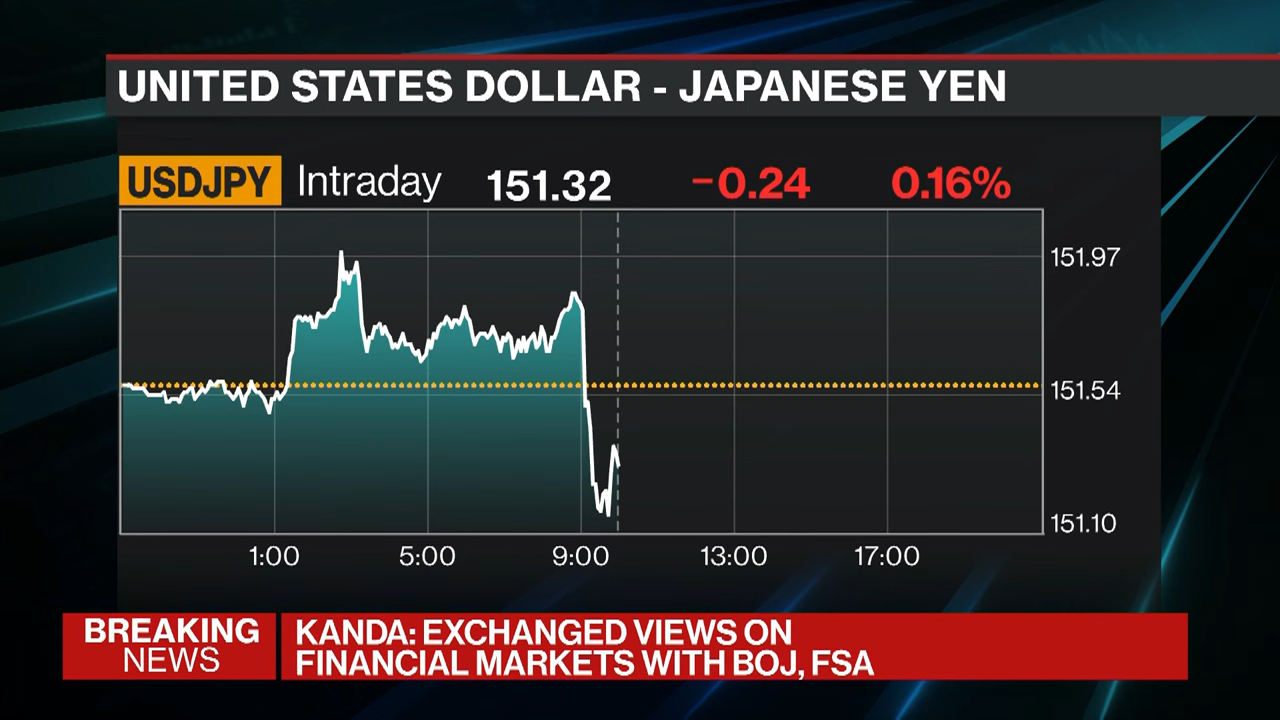 UNITED STATES DOLLAR - JAPANESE YEN
USDJPY Intraday 151.32 -0.24 0.16%
151.97
151.54
151.10
1:00 5:00 9:00 13:00 17:00
BREAKING
NEWS
KANDA: EXCHANGED VIEWS ON
FINANCIAL MARKETS WITH BOJ, FSA